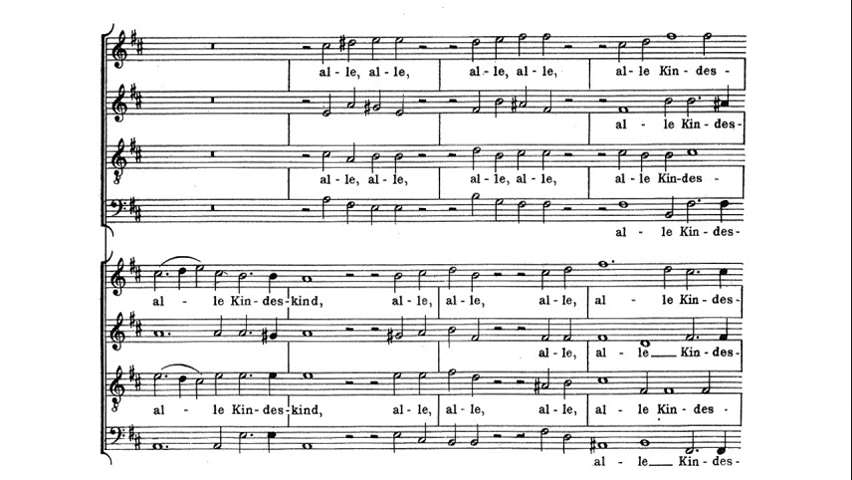 al - le, al - le, al - le, al - le, al - le Kin - des -
al - le Kin - des -
al - le, al - le, al - le, al - le, al - le Kin - des -
al - le Kin - des -
al - le Kin - des - kind, al - le, al - le, al - le, al - le Kin - des -
al - le, al - le Kin - des -
al - le Kin - des - kind, al - le, al - le, al - le, al - le Kin - des -
al - le Kin - des -